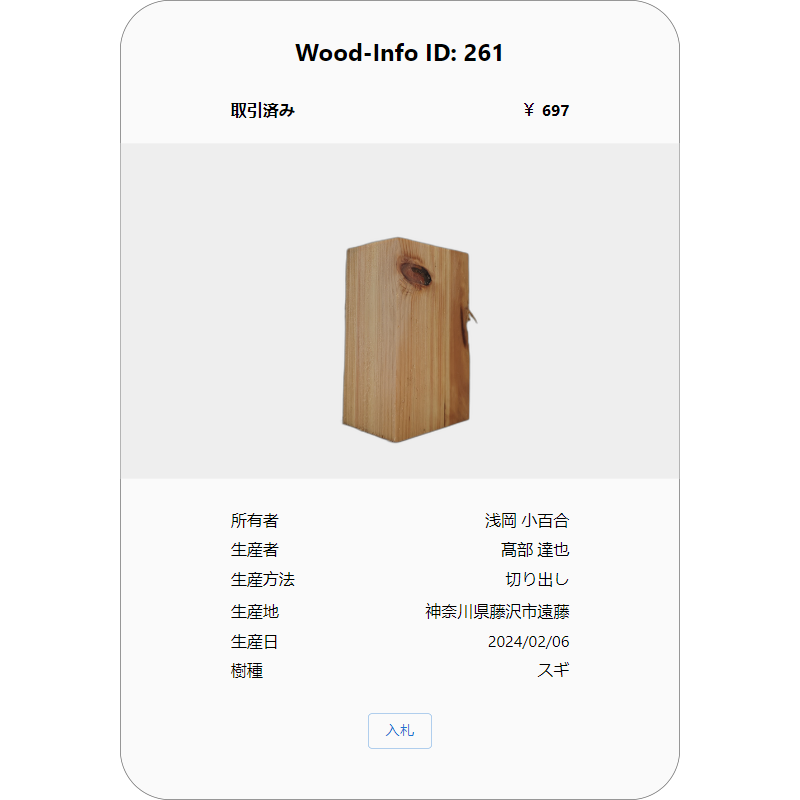 Wood-Info ID: 261
取引済み ￥ 697
所有者 浅岡 小百合
生産者 髙部 達也
生産方法 切り出し
生産地 神奈川県藤沢市遠藤
生産日 2024/02/06
樹種 スギ
入札